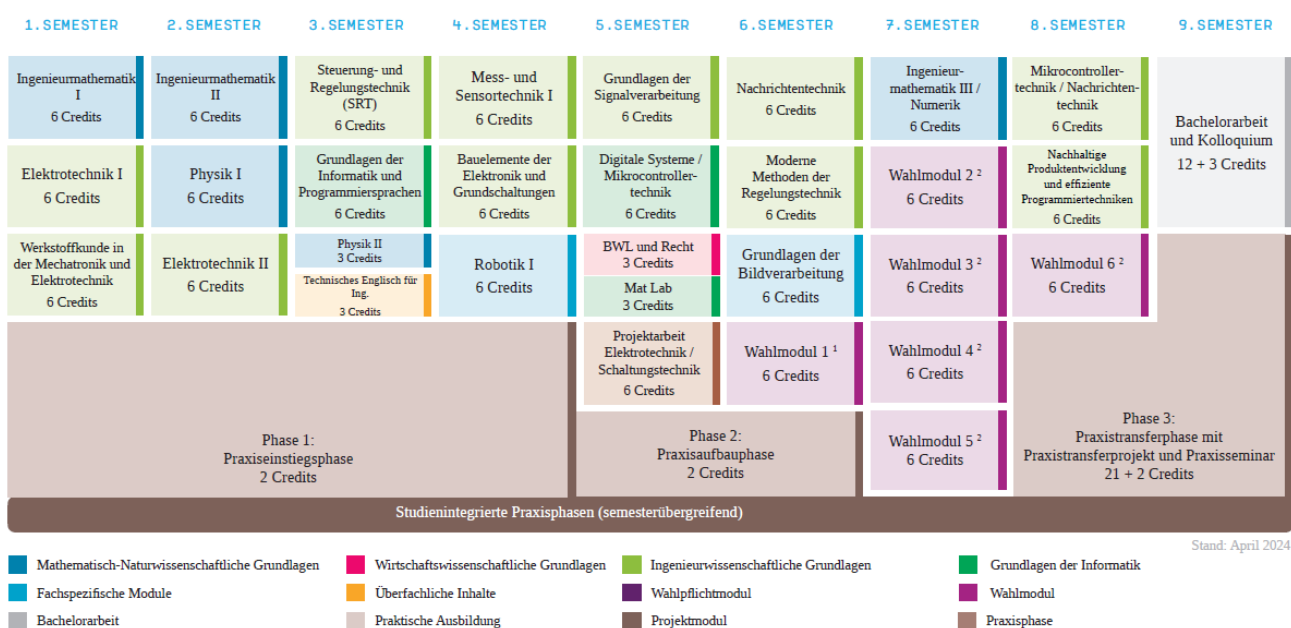 1.SEMESTER 2.SEMESTER 3.SEMESTER 4.SEMESTER 5.SEMESTER 6.SEMESTER 7.SEMESTER 8.SEMESTER 9.SEMESTER
Ingenieurmathematik
I
6 Credits
Ingenieurmathematik
II
6 Credits
Steuerung- und
Regelungstechnik
(SRT)
6 Credits
Mess- und
Sensortechnik I
6 Credits
Grundlagen der
Signalverarbeitung
6 Credits
Nachrichtentechnik
6 Credits
Ingenieur-
mathematik III /
Numerik
6 Credits
Mikrocontroller-
technik / Nachrichten-
technik
6 Credits
Bachelorarbeit
und Kolloquium
12 + 3 Credits
Elektrotechnik I
6 Credits
Physik I
6 Credits
Grundlagen der
Informatik und
Programmiersprachen
6 Credits
Bauelemente der
Elektronik und
Grundschaltungen
6 Credits
Digitale Systeme /
Mikrocontroller-
technik
6 Credits
Moderne
Methoden der
Regelungstechnik
6 Credits
Wahlmodul 2 ²
6 Credits
Nachhaltige
Produktentwicklung
und effiziente
Programmiertechniken
6 Credits
Werkstoffkunde in
der Mechatronik und
Elektrotechnik
6 Credits
Elektrotechnik II
6 Credits
Physik II
3 Credits
Technisches Englisch für
Ing.
3 Credits
Robotik I
6 Credits
BWL und Recht
3 Credits
Mat Lab
3 Credits
Grundlagen der
Bildverarbeitung
6 Credits
Wahlmodul 3 ²
6 Credits
Wahlmodul 6 ²
6 Credits
Projektarbeit
Elektrotechnik /
Schaltungstechnik
6 Credits
Wahlmodul 1 ¹
6 Credits
Wahlmodul 4 ²
6 Credits
Phase 1:
Praxiseinstiegsphase
2 Credits
Phase 2:
Praxisaufbauphase
2 Credits
Wahlmodul 5 ²
6 Credits
Phase 3:
Praxistransferphase mit
Praxistransferprojekt und Praxisseminar
21 + 2 Credits
Studienintegrierte Praxisphasen (semesterübergreifend)
Stand: April 2024
Mathematisch-Naturwissenschaftliche Grundlagen
Wirtschaftswissenschaftliche Grundlagen
Ingenieurwissenschaftliche Grundlagen
Grundlagen der Informatik
Fachspezifische Module
Überfachliche Inhalte
Wahlpflichtmodul
Wahlmodul
Bachelorarbeit
Praktische Ausbildung
Projektmodul
Praxisphase